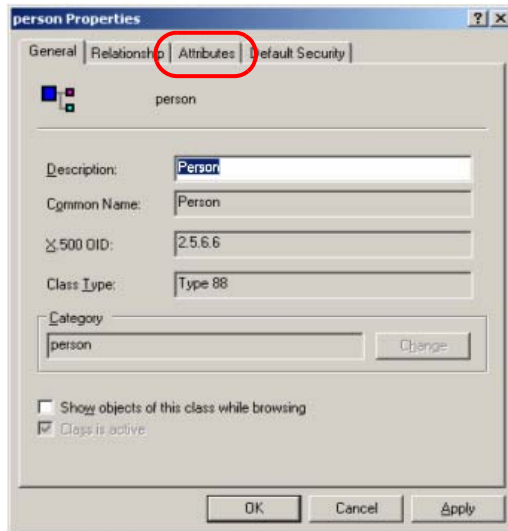 person Properties
General Relationship Attributes Default Security
person
Description: Person
Common Name: Person
X.500 OID: 2.5.6.6
Class Type: Type 88
Category
person Change
Show objects of this class while browsing
Class is active
OK Cancel Apply